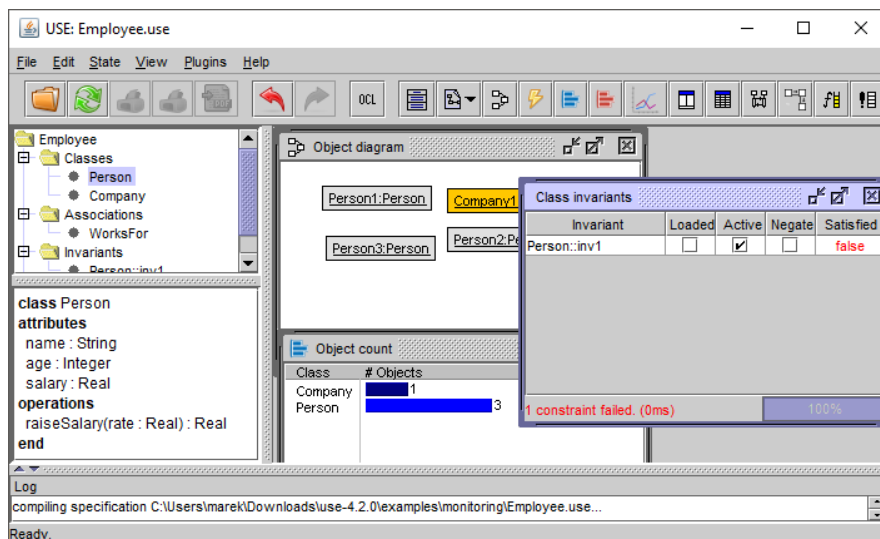 USE: Employee.use
File Edit State View Plugins Help
OCL
Employee
Classes
Person
Company
Associations
WorksFor
Invariants
Person::inv1
class Person
attributes
name : String
age : Integer
salary : Real
operations
raiseSalary(rate : Real) : Real
end
Object diagram
Person1:Person
Company1
Person3:Person
Person2:Pe
Object count
Class # Objects
Company 1
Person 3
Class invariants
Invariant Loaded Active Negate Satisfied
Person::inv1 false
1 constraint failed. (0ms) 100%
Log
compiling specification C:\Users\marek\Downloads\use-4.2.0\examples\monitoring\Employee.use...
Ready.